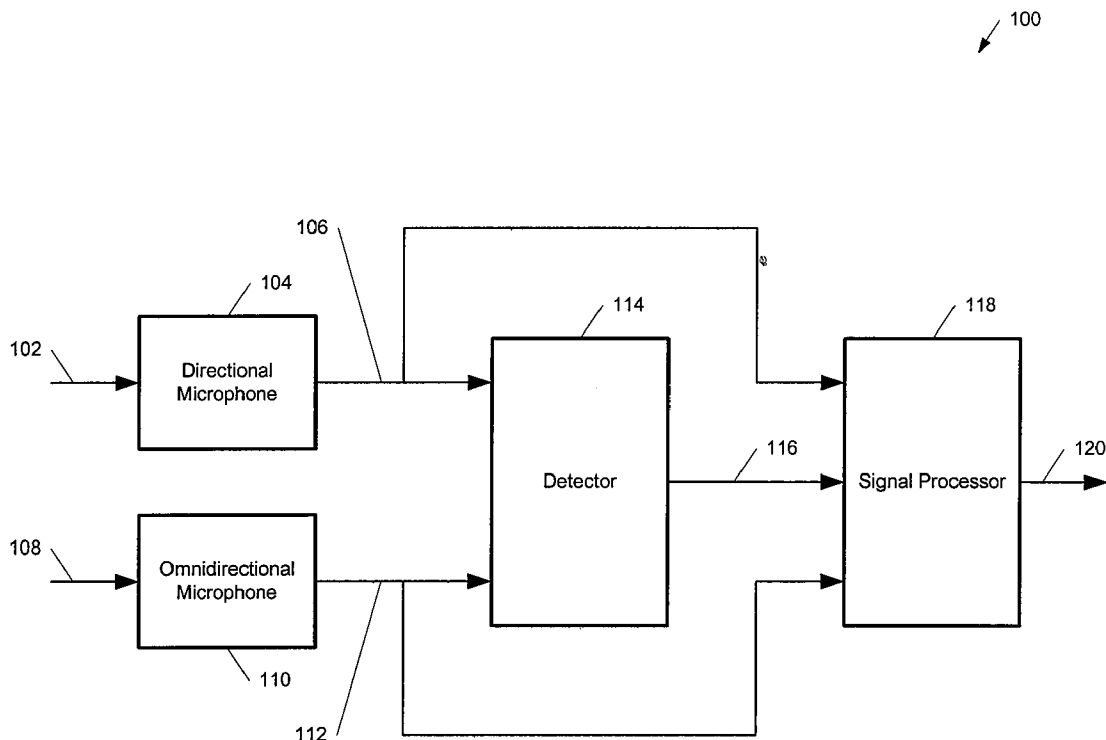 100
106
104
114
118
102
Directional
Microphone
116
120
Detector
Signal Processor
108
Omnidirectional
Microphone
110
112